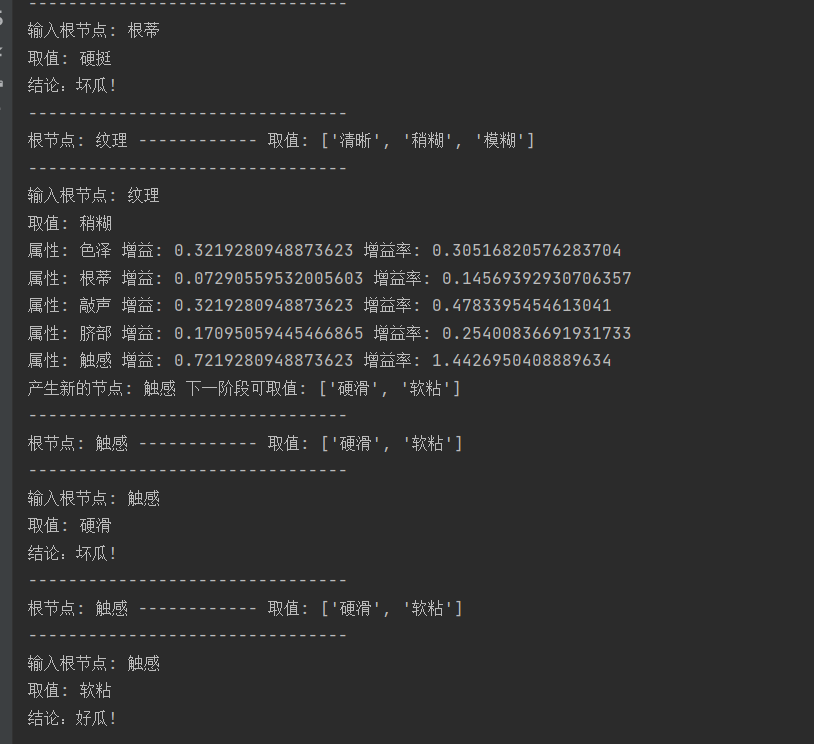 --------------------------------
输入根节点: 根蒂
取值: 硬挺
结论：坏瓜!
--------------------------------
根节点: 纹理 ------------ 取值: ['清晰', '稍糊', '模糊']
--------------------------------
输入根节点: 纹理
取值: 稍糊
属性: 色泽 增益: 0.3219280948873623 增益率: 0.30516820576283704
属性: 根蒂 增益: 0.07290559532005603 增益率: 0.14569392930706357
属性: 敲声 增益: 0.3219280948873623 增益率: 0.4783395454613041
属性: 脐部 增益: 0.17095059445466865 增益率: 0.25400836691931733
属性: 触感 增益: 0.7219280948873623 增益率: 1.4426950408889634
产生新的节点: 触感 下一阶段可取值: ['硬滑', '软粘']
--------------------------------
根节点: 触感 ------------ 取值: ['硬滑', '软粘']
--------------------------------
输入根节点: 触感
取值: 硬滑
结论：坏瓜!
--------------------------------
根节点: 触感 ------------ 取值: ['硬滑', '软粘']
--------------------------------
输入根节点: 触感
取值: 软粘
结论：好瓜!